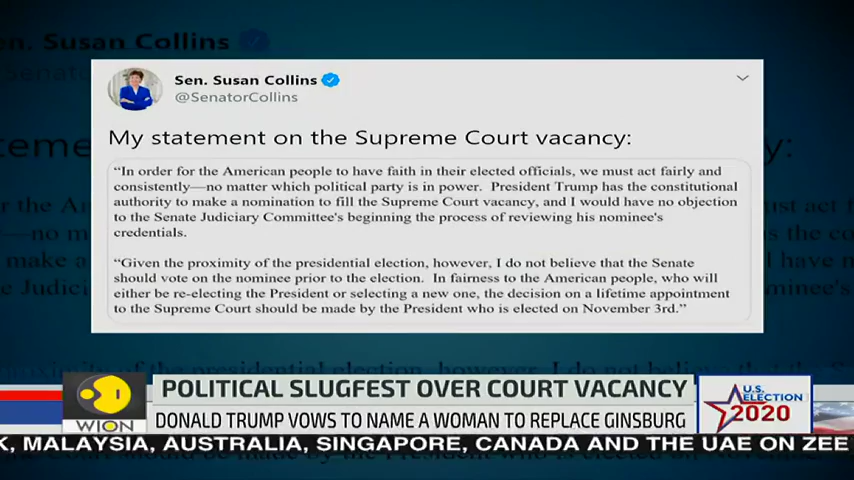 en. Susan Collins
Sen. Susan Collins
@SenatorCollins
My statement on the Supreme Court vacancy:
“In order for the American people to have faith in their elected officials, we must act fairly and
consistently—no matter which political party is in power. President Trump has the constitutional
authority to make a nomination to fill the Supreme Court vacancy, and I would have no objection
to the Senate Judiciary Committee's beginning the process of reviewing his nominee's
credentials.
“Given the proximity of the presidential election, however, I do not believe that the Senate
should vote on the nominee prior to the election. In fairness to the American people, who will
either be re-electing the President or selecting a new one, the decision on a lifetime appointment
to the Supreme Court should be made by the President who is elected on November 3rd.”
WION
POLITICAL SLUGFEST OVER COURT VACANCY
DONALD TRUMP VOWS TO NAME A WOMAN TO REPLACE GINSBURG
U.S.
ELECTION
2020
K, MALAYSIA, AUSTRALIA, SINGAPORE, CANADA AND THE UAE ON ZEE